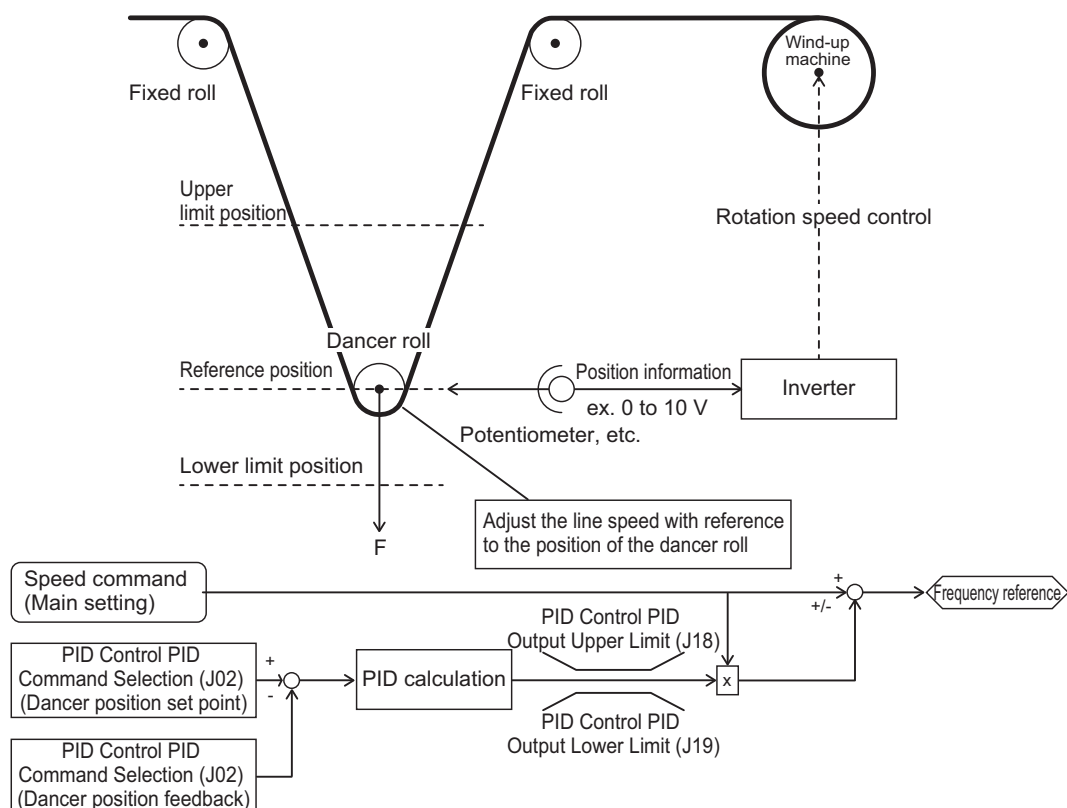 Wind-up
machine
Fixed roll
Fixed roll
Upper
limit position
Rotation speed control
Dancer roll
Reference position
Position information
Inverter
ex. 0 to 10 V
Potentiometer, etc.
Lower limit position
Adjust the line speed with reference
to the position of the dancer roll
F
Speed command
(Main setting)
+
+/-
Frequency reference
PID Control PID
Output Upper Limit (J18)
PID Control PID
Command Selection (J02)
(Dancer position set point)
+
-
PID calculation
x
PID Control PID
Output Lower Limit (J19)
PID Control PID
Command Selection (J02)
(Dancer position feedback)